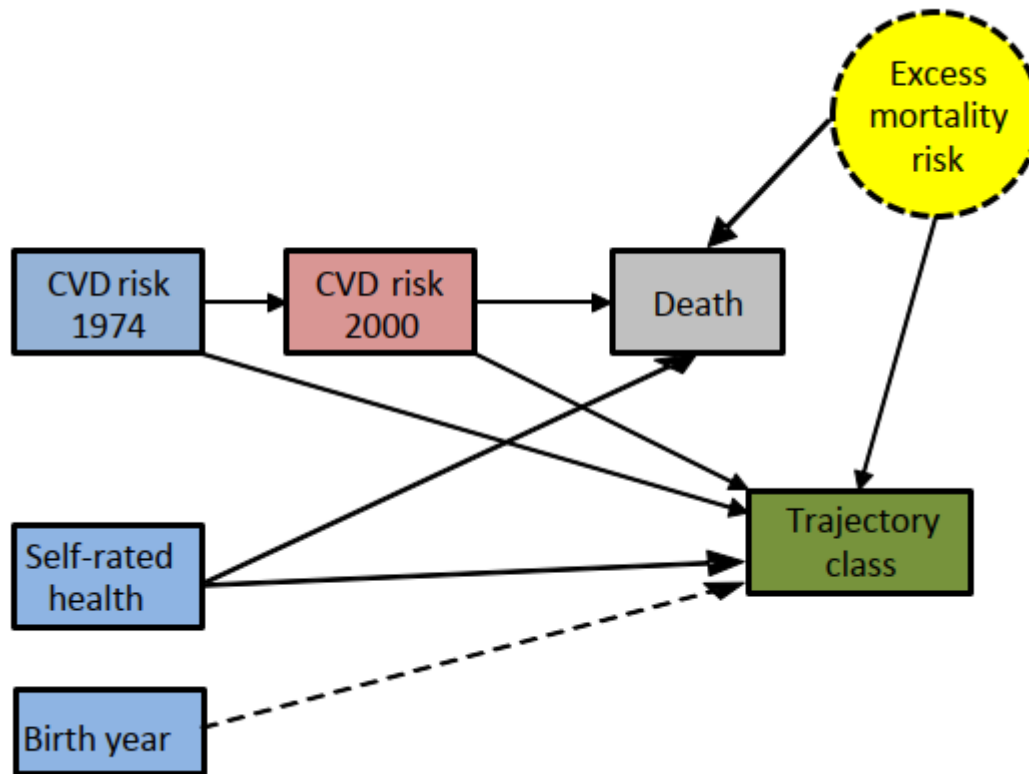 Excess
mortality
risk
CVD risk
1974
CVD risk
2000
Death
Trajectory
class
Self-rated
health
Birth year